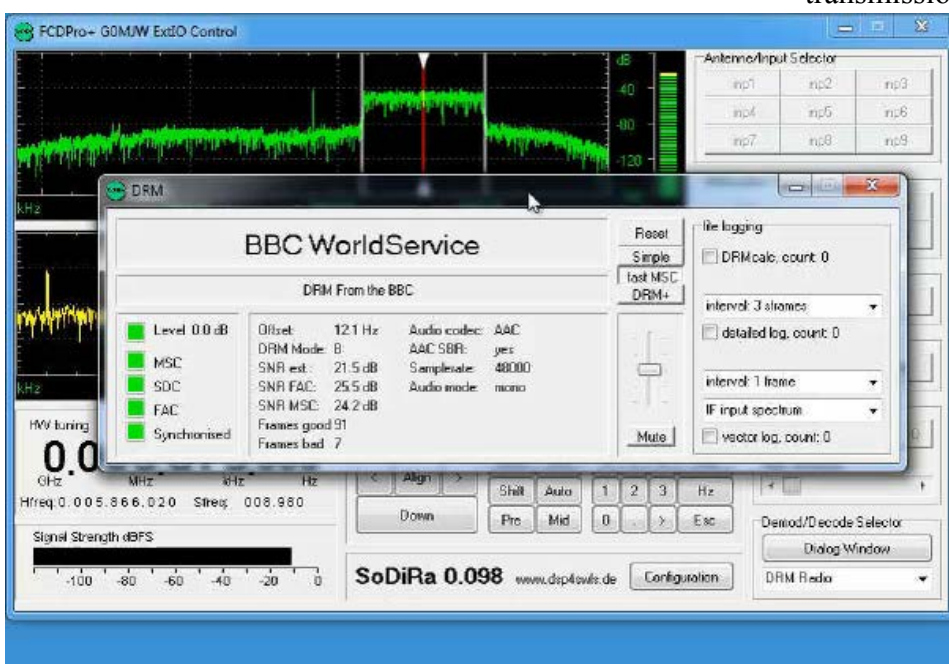 FCDPro+ G0MJW ExtIO Control
dB
-40
-80
-120
kHz
kHz
Antenne/Input Selector
inp1 inp2 inp3
inp4 inp5 inp6
inp7 inp8 inp9
DRM
BBC WorldService
DRM From the BBC
Reset
Simple
fast MSC
DRM+
Mute
Level 0.0 dB
MSC
SDC
FAC
Synchronised
Offset: 12.1 Hz
DRM Mode: B
SNR est.: 21.5 dB
SNR FAC: 25.5 dB
SNR MSC: 24.2 dB
Frames good 91
Frames bad 7
Audio codec: AAC
AAC SBR: yes
Samplerate: 48000
Audio mode: mono
file logging
DRMcalc, count: 0
interval: 3 sframes
detailed log, count: 0
interval: 1 frame
IF input spectrum
vector log, count: 0
HW tuning
0.0
GHz MHz kHz Hz
Hfreq: 0.005.866.020 Sfreq: 008.980
Signal Strength dBFS
-100 -80 -60 -40 -20 0
< Align >
Down
Shift Auto 1 2 3 Hz
Pre Mid 0 . > Esc
SoDiRa 0.098 www.dsp4swls.de Configuration
Demod/Decode Selector
Dialog Window
DRM Radio